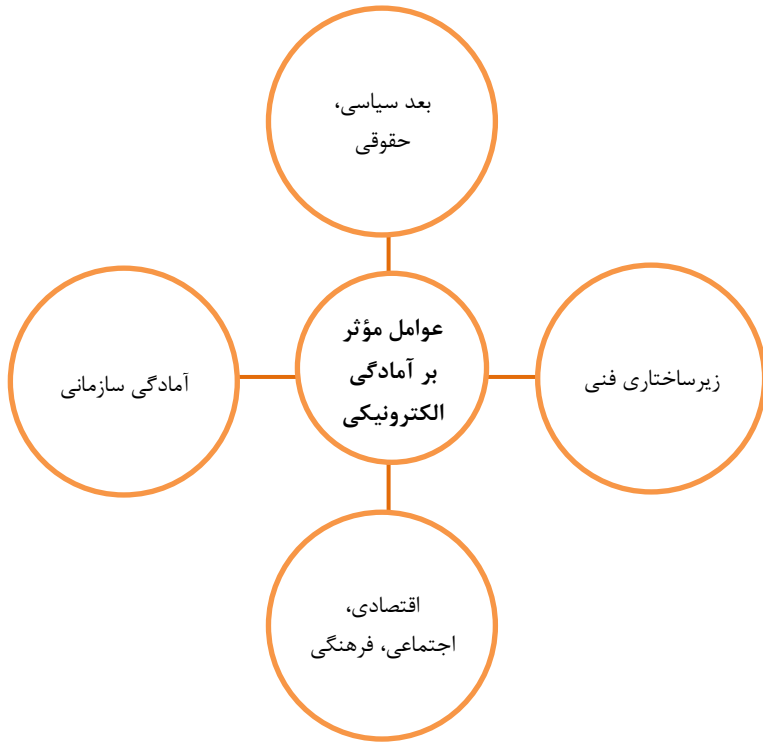 بعد سیاسی،
حقوقی
زیرساختاری فنی
عوامل مؤثر
بر آمادگی
الکترونیکی
آمادگی سازمانی
اقتصادی،
اجتماعی، فرهنگی